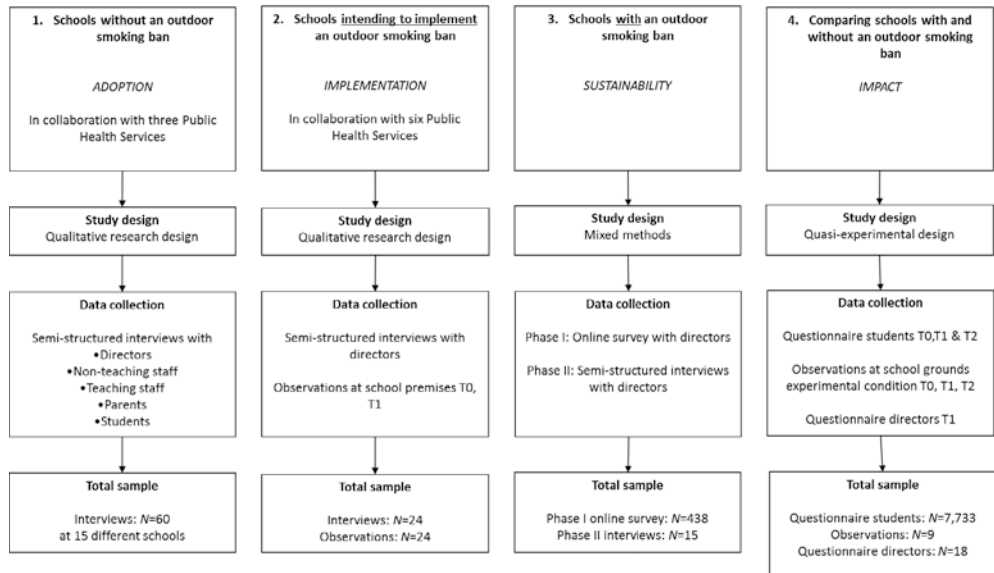 1. Schools without an outdoor
smoking ban
ADOPTION
In collaboration with three Public
Health Services
Study design
Qualitative research design
Data collection
Semi-structured interviews with
•Directors
•Non-teaching staff
•Teaching staff
•Parents
•Students
Total sample
Interviews: N=60
at 15 different schools
2. Schools intending to implement
an outdoor smoking ban
IMPLEMENTATION
In collaboration with six Public
Health Services
Study design
Qualitative research design
Data collection
Semi-structured interviews with
directors
Observations at school premises T0,
T1
Total sample
Interviews: N=24
Observations: N=24
3. Schools with an outdoor
smoking ban
SUSTAINABILITY
Study design
Mixed methods
Data collection
Phase I: Online survey with directors
Phase II: Semi-structured interviews
with directors
Total sample
Phase I online survey: N=438
Phase II interviews: N=15
4. Comparing schools with and
without an outdoor smoking
ban
IMPACT
Study design
Quasi-experimental design
Data collection
Questionnaire students T0,T1 & T2
Observations at school grounds
experimental condition T0, T1, T2
Questionnaire directors T1
Total sample
Questionnaire students: N=7,733
Observations: N=9
Questionnaire directors: N=18